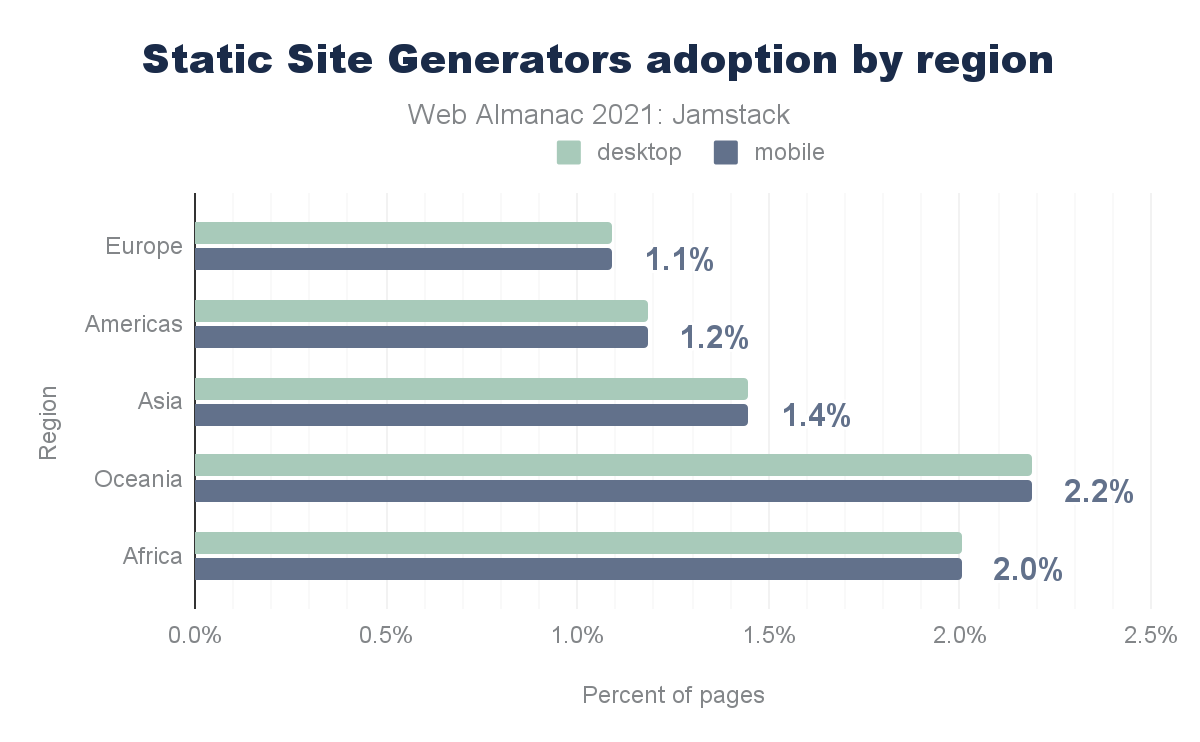 Static Site Generators adoption by region
Web Almanac 2021: Jamstack
desktop mobile
Region
Europe 1.1%
Americas 1.2%
Asia 1.4%
Oceania 2.2%
Africa 2.0%
0.0% 0.5% 1.0% 1.5% 2.0% 2.5%
Percent of pages